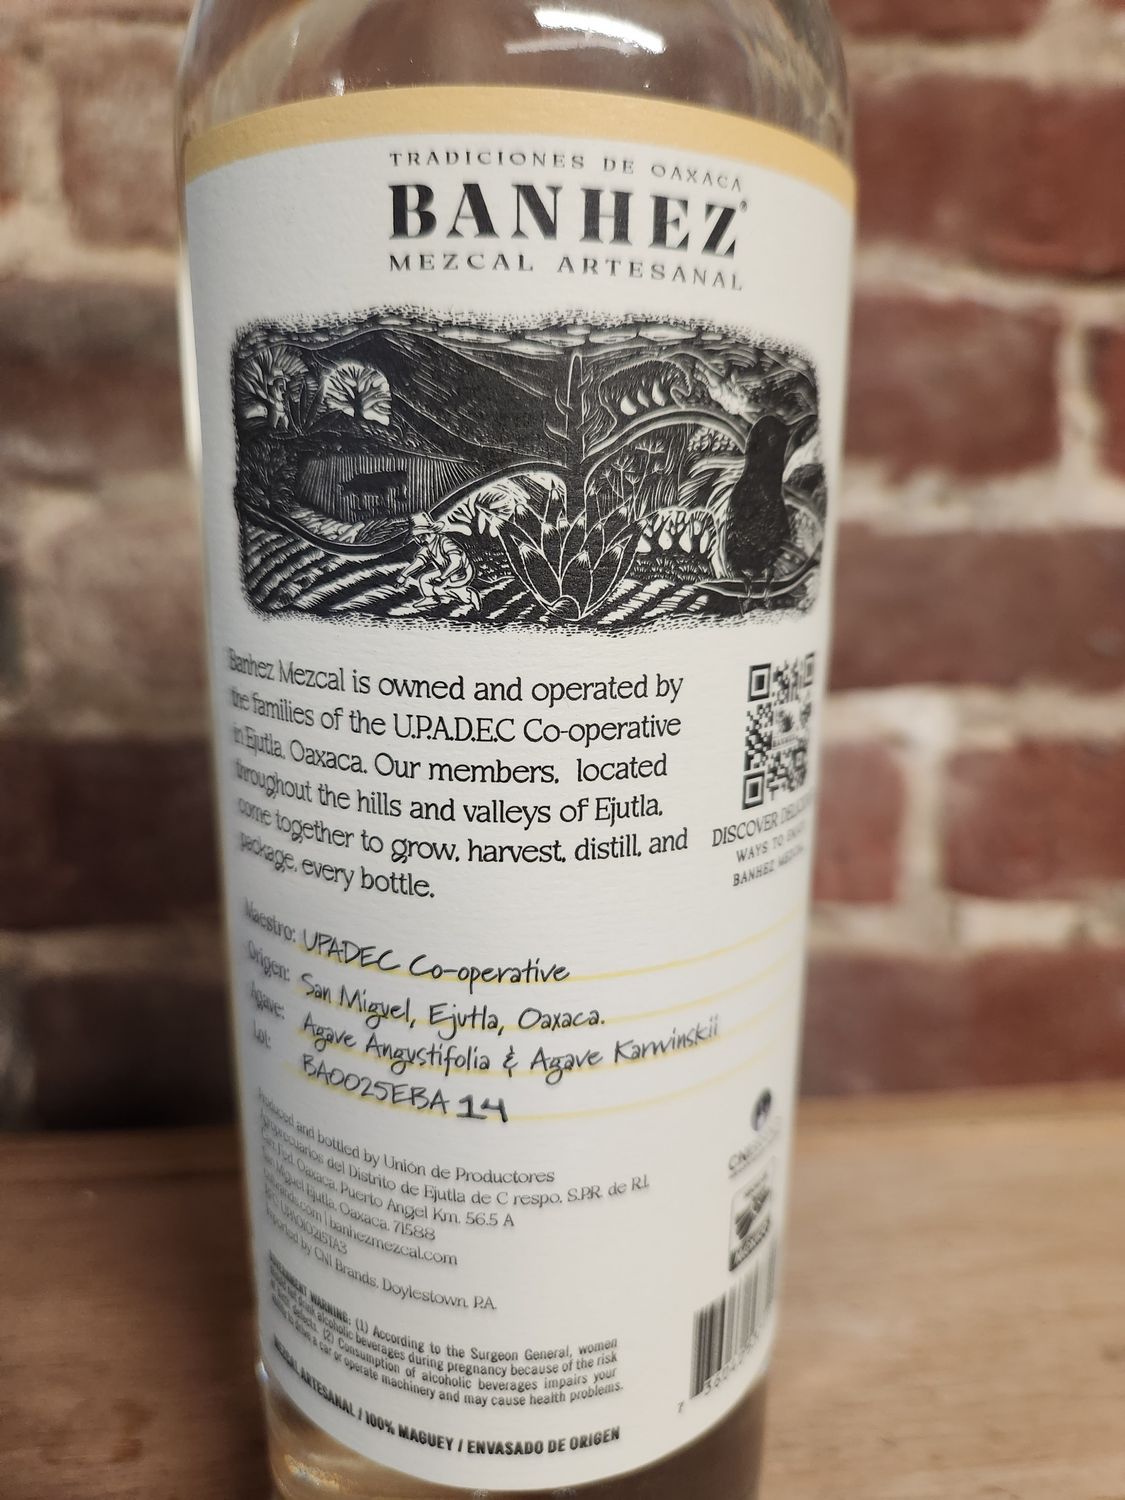 TRADICIONES DE OAXACA
BANHEZ®
MEZCAL ARTESANAL
Banhez Mezcal is owned and operated by
the families of the U.P.A.D.E.C Co-operative
in Ejutla, Oaxaca. Our members, located
throughout the hills and valleys of Ejutla,
come together to grow, harvest, distill, and
package, every bottle.
DISCOVER
WAYS TO
BANHEZ
Maestro: UPADEC Co-operative
Origen: San Miguel, Ejutla, Oaxaca.
Agave: Agave Angustifolia & Agave Karwinskii
Lot: BA0025EBA 14
Produced and bottled by Unión de Productores
Agropecuarios del Distrito de Ejutla de C respo, S.P.R. de R.I.
Carr. Fed. Oaxaca, Puerto Angel Km. 56.5 A
San Miguel Ejutla, Oaxaca, 71588
| banhezmezcal.com
Imported by CNI Brands, Doylestown, P.A.
GOVERNMENT WARNING: (1) According to the Surgeon General, women
should not drink alcoholic beverages during pregnancy because of the risk
of birth defects. (2) Consumption of alcoholic beverages impairs your
ability to drive a car or operate machinery and may cause health problems.
MEZCAL ARTESANAL / 100% MAGUEY / ENVASADO DE ORIGEN
7